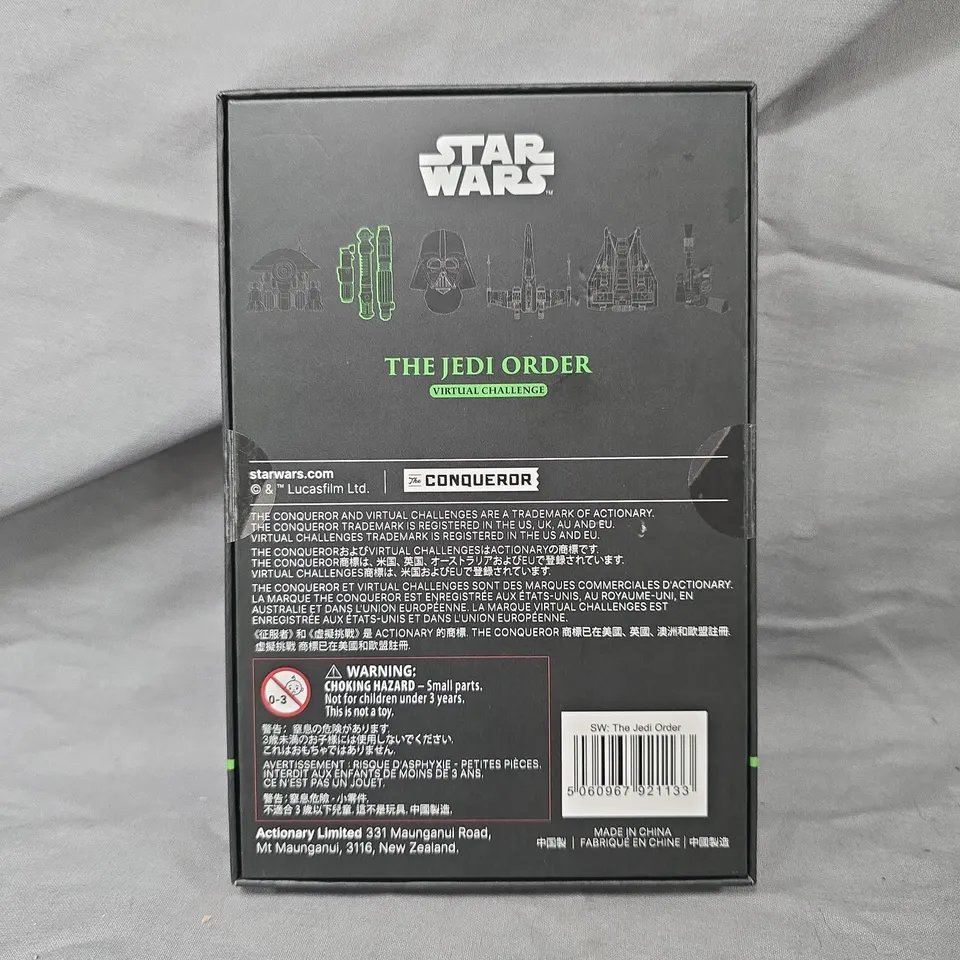 STAR
WARS™
THE JEDI ORDER
VIRTUAL CHALLENGE
starwars.com
© & ™ Lucasfilm Ltd.
The CONQUEROR
THE CONQUEROR AND VIRTUAL CHALLENGES ARE A TRADEMARK OF ACTIONARY.
THE CONQUEROR TRADEMARK IS REGISTERED IN THE US, UK, AU AND EU.
VIRTUAL CHALLENGES TRADEMARK IS REGISTERED IN THE US AND EU.
THE CONQUERORおよびVIRTUAL CHALLENGESはACTIONARYの商標です.
THE CONQUEROR商標は、米国、英国、オーストラリアおよびEUで登録されています.
VIRTUAL CHALLENGES商標は、米国およびEUで登録されています.
THE CONQUEROR ET VIRTUAL CHALLENGES SONT DES MARQUES COMMERCIALES D'ACTIONARY.
LA MARQUE THE CONQUEROR EST ENREGISTRÉE AUX ÉTATS-UNIS, AU ROYAUME-UNI, EN
AUSTRALIE ET DANS L'UNION EUROPÉENNE. LA MARQUE VIRTUAL CHALLENGES EST
ENREGISTRÉE AUX ÉTATS-UNIS ET DANS L'UNION EUROPÉENNE.
《征服者》和《虛擬挑戰》是 ACTIONARY 的商標. THE CONQUEROR 商標已在美國、英國、澳洲和歐盟註冊.
虛擬挑戰 商標已在美國和歐盟註冊.
0-3
⚠ WARNING:
CHOKING HAZARD – Small parts.
Not for children under 3 years.
This is not a toy.
警告: 窒息の危険があります.
3歳未満のお子様には使用しないでください.
これはおもちゃではありません.
AVERTISSEMENT : RISQUE D'ASPHYXIE - PETITES PIÈCES.
INTERDIT AUX ENFANTS DE MOINS DE 3 ANS.
CE N'EST PAS UN JOUET.
警告: 窒息危險 - 小零件.
不適合 3 歲以下兒童. 這不是玩具. 中國製造.
Actionary Limited 331 Maunganui Road,
Mt Maunganui, 3116, New Zealand.
SW: The Jedi Order
5 060967 921133
MADE IN CHINA
中国製 | FABRIQUÉ EN CHINE | 中國製造